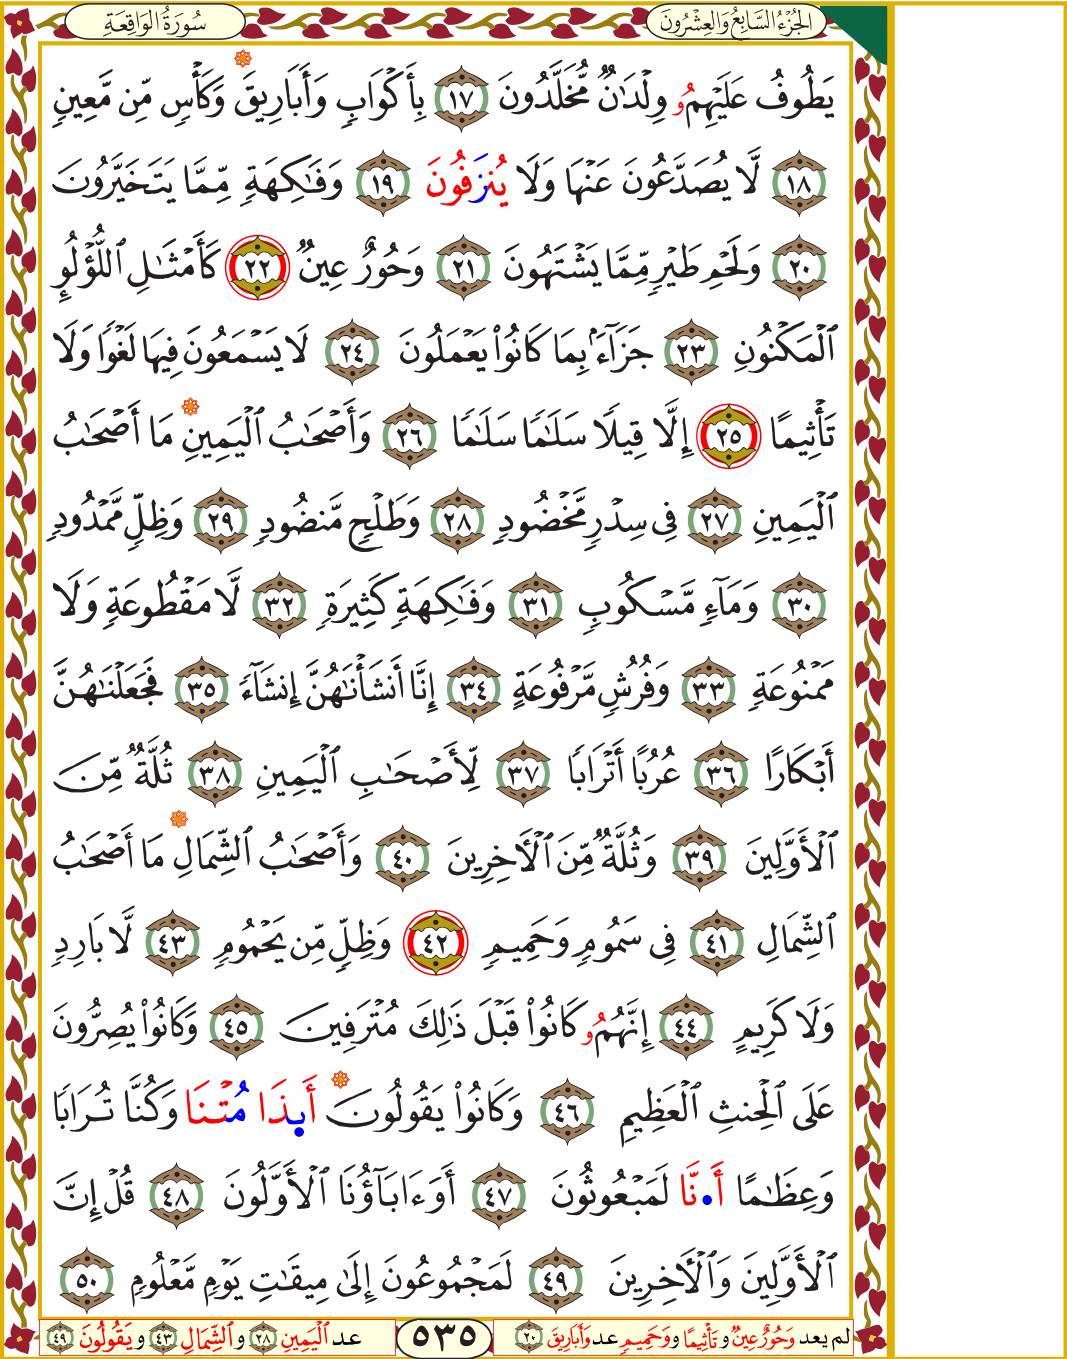 الجُزْءُ السَّابِعُ وَالعِشْرُونَ
سُورَةُ الوَاقِعَةِ
يَطُوفُ عَلَيْهِمُۥ وِلْدَٰنٌ مُّخَلَّدُونَ ١٧ بِأَكْوَابٍ وَأَبَارِيقَ وَكَأْسٍ مِّن مَّعِينٍ
١٨ لَّا يُصَدَّعُونَ عَنْهَا وَلَا يُنزَفُونَ ١٩ وَفَٰكِهَةٍ مِّمَّا يَتَخَيَّرُونَ
٢٠ وَلَحْمِ طَيْرٍ مِّمَّا يَشْتَهُونَ ٢١ وَحُورٌ عِينٌ ٢٢ كَأَمْثَٰلِ ٱللُّؤْلُوِٕ
ٱلْمَكْنُونِ ٢٣ جَزَآءًۢ بِمَا كَانُوا۟ يَعْمَلُونَ ٢٤ لَا يَسْمَعُونَ فِيهَا لَغْوًا وَلَا
تَأْثِيمًا ٢٥ إِلَّا قِيلًا سَلَٰمًا سَلَٰمًا ٢٦ وَأَصْحَٰبُ ٱلْيَمِينِ مَا أَصْحَٰبُ
ٱلْيَمِينِ ٢٧ فِى سِدْرٍ مَّخْضُودٍ ٢٨ وَطَلْحٍ مَّنضُودٍ ٢٩ وَظِلٍّ مَّمْدُودٍ
٣٠ وَمَآءٍ مَّسْكُوبٍ ٣١ وَفَٰكِهَةٍ كَثِيرَةٍ ٣٢ لَّا مَقْطُوعَةٍ وَلَا
مَمْنُوعَةٍ ٣٣ وَفُرُشٍ مَّرْفُوعَةٍ ٣٤ إِنَّا أَنشَأْنَٰهُنَّ إِنشَآءً ٣٥ فَجَعَلْنَٰهُنَّ
أَبْكَارًا ٣٦ عُرُبًا أَتْرَابًا ٣٧ لِّأَصْحَٰبِ ٱلْيَمِينِ ٣٨ ثُلَّةٌ مِّنَ
ٱلْأَوَّلِينَ ٣٩ وَثُلَّةٌ مِّنَ ٱلْأَخِرِينَ ٤٠ وَأَصْحَٰبُ ٱلشِّمَالِ مَا أَصْحَٰبُ
ٱلشِّمَالِ ٤١ فِى سَمُومٍ وَحَمِيمٍ ٤٢ وَظِلٍّ مِّن يَحْمُومٍ ٤٣ لَّا بَارِدٍ
وَلَا كَرِيمٍ ٤٤ إِنَّهُمُۥ كَانُوا۟ قَبْلَ ذَٰلِكَ مُتْرَفِينَ ٤٥ وَكَانُوا۟ يُصِرُّونَ
عَلَى ٱلْحِنثِ ٱلْعَظِيمِ ٤٦ وَكَانُوا۟ يَقُولُونَ أَىِٕذَا مُتْنَا وَكُنَّا تُرَابًا
وَعِظَٰمًا أَ•نَّا لَمَبْعُوثُونَ ٤٧ أَوَءَابَآؤُنَا ٱلْأَوَّلُونَ ٤٨ قُلْ إِنَّ
ٱلْأَوَّلِينَ وَٱلْأَخِرِينَ ٤٩ لَمَجْمُوعُونَ إِلَىٰ مِيقَٰتِ يَوْمٍ مَّعْلُومٍ ٥٠
لم يعد وَحُورٌ عِينٌ و تَأْثِيمًا ووَحَمِيمٍ عد وَأَبَارِيقَ ٢٠
٥٣٥
عد ٱلْيَمِينِ ٢٨ و ٱلشِّمَالِ ٤٣ و يَقُولُونَ ٤٩